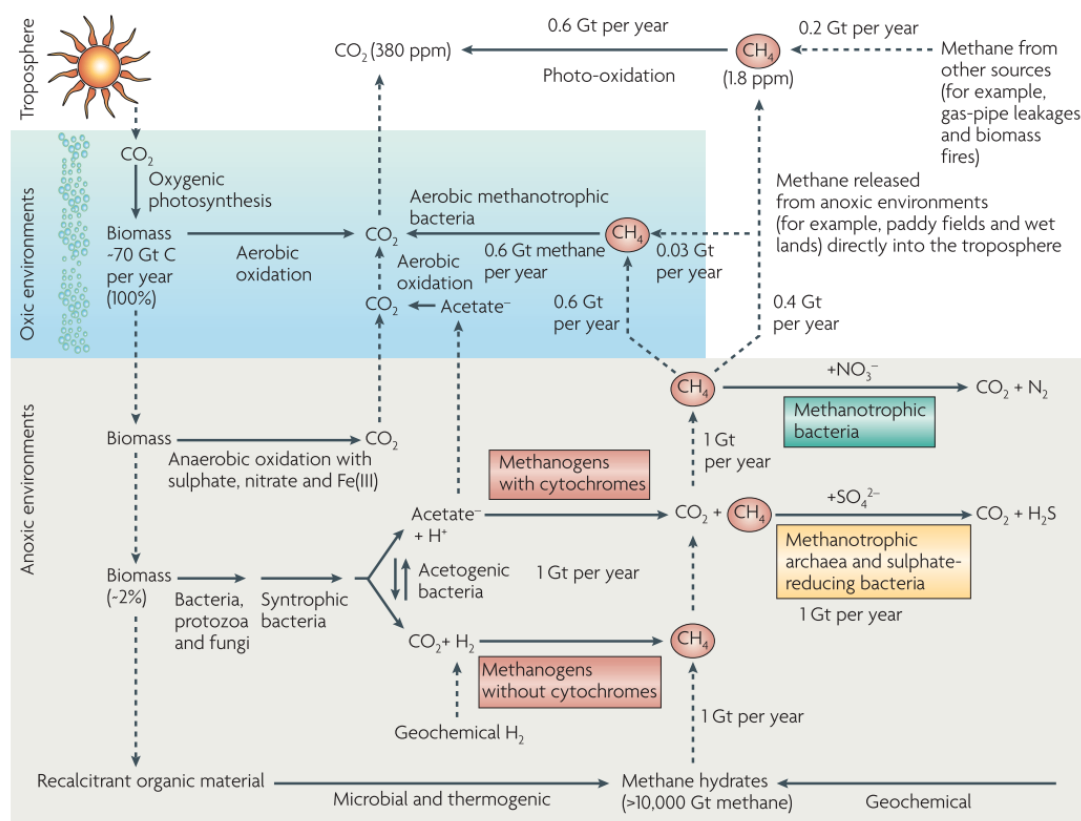 Troposphere
CO₂ (380 ppm)
0.6 Gt per year
Photo-oxidation
CH₄
(1.8 ppm)
0.2 Gt per year
Methane from
other sources
(for example,
gas-pipe leakages
and biomass
fires)
Oxic environments
CO₂
Oxygenic
photosynthesis
Biomass
-70 Gt C
per year
(100%)
Aerobic
oxidation
CO₂
Aerobic methanotrophic
bacteria
0.6 Gt methane
per year
CH₄
0.03 Gt
per year
Methane released
from anoxic environments
(for example, paddy fields and wet
lands) directly into the troposphere
Aerobic
oxidation
CO₂
Acetate⁻
0.6 Gt
per year
0.4 Gt
per year
Anoxic environments
Biomass
Anaerobic oxidation with
sulphate, nitrate and Fe(III)
CO₂
CH₄
+NO₃⁻
CO₂ + N₂
Methanotrophic
bacteria
1 Gt
per year
Methanogens
with cytochromes
Acetate⁻
+ H⁺
CO₂ + CH₄
+SO₄²⁻
CO₂ + H₂S
Methanotrophic
archaea and sulphate-
reducing bacteria
1 Gt per year
Biomass
(~2%)
Bacteria,
protozoa
and fungi
Syntrophic
bacteria
Acetogenic
bacteria
1 Gt per year
CO₂ + H₂
CH₄
Methanogens
without cytochromes
Geochemical H₂
1 Gt per year
Recalcitrant organic material
Microbial and thermogenic
Methane hydrates
(>10,000 Gt methane)
Geochemical